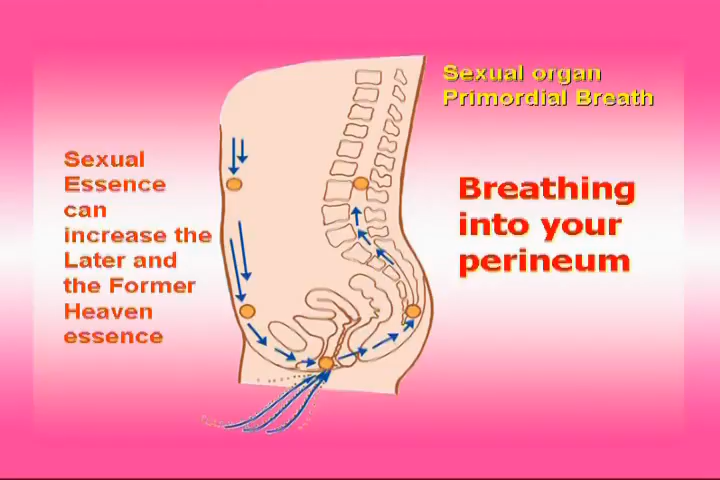 Sexual organ
Primordial Breath
Sexual
Essence
can
increase the
Later and
the Former
Heaven
essence
Breathing
into your
perineum